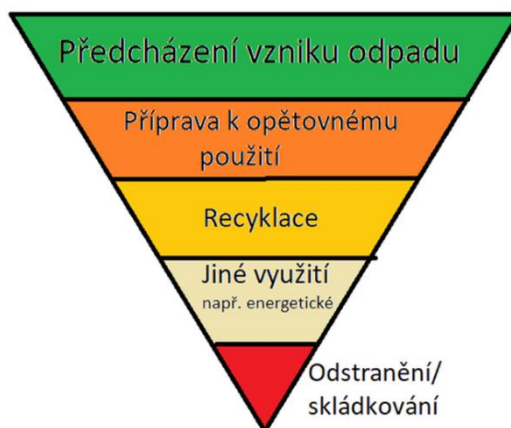 Předcházení vzniku odpadu
Příprava k opětovnému
použití
Recyklace
Jiné využití
např. energetické
Odstranění/
skládkování